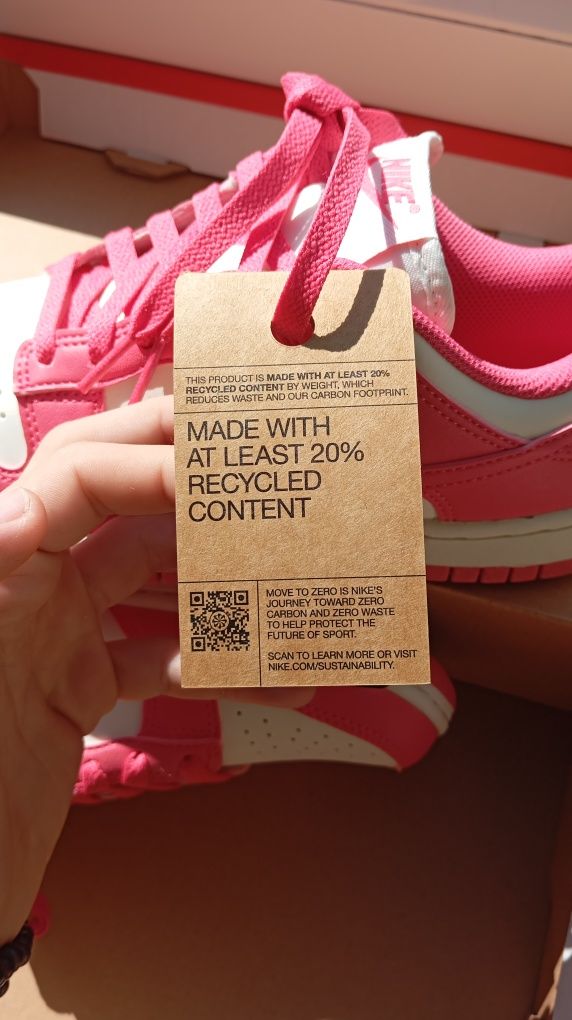 NIKE®
THIS PRODUCT IS MADE WITH AT LEAST 20%
RECYCLED CONTENT BY WEIGHT, WHICH
REDUCES WASTE AND OUR CARBON FOOTPRINT.
MADE WITH
AT LEAST 20%
RECYCLED
CONTENT
MOVE TO ZERO IS NIKE'S
JOURNEY TOWARD ZERO
CARBON AND ZERO WASTE
TO HELP PROTECT THE
FUTURE OF SPORT.
SCAN TO LEARN MORE OR VISIT
NIKE.COM/SUSTAINABILITY.